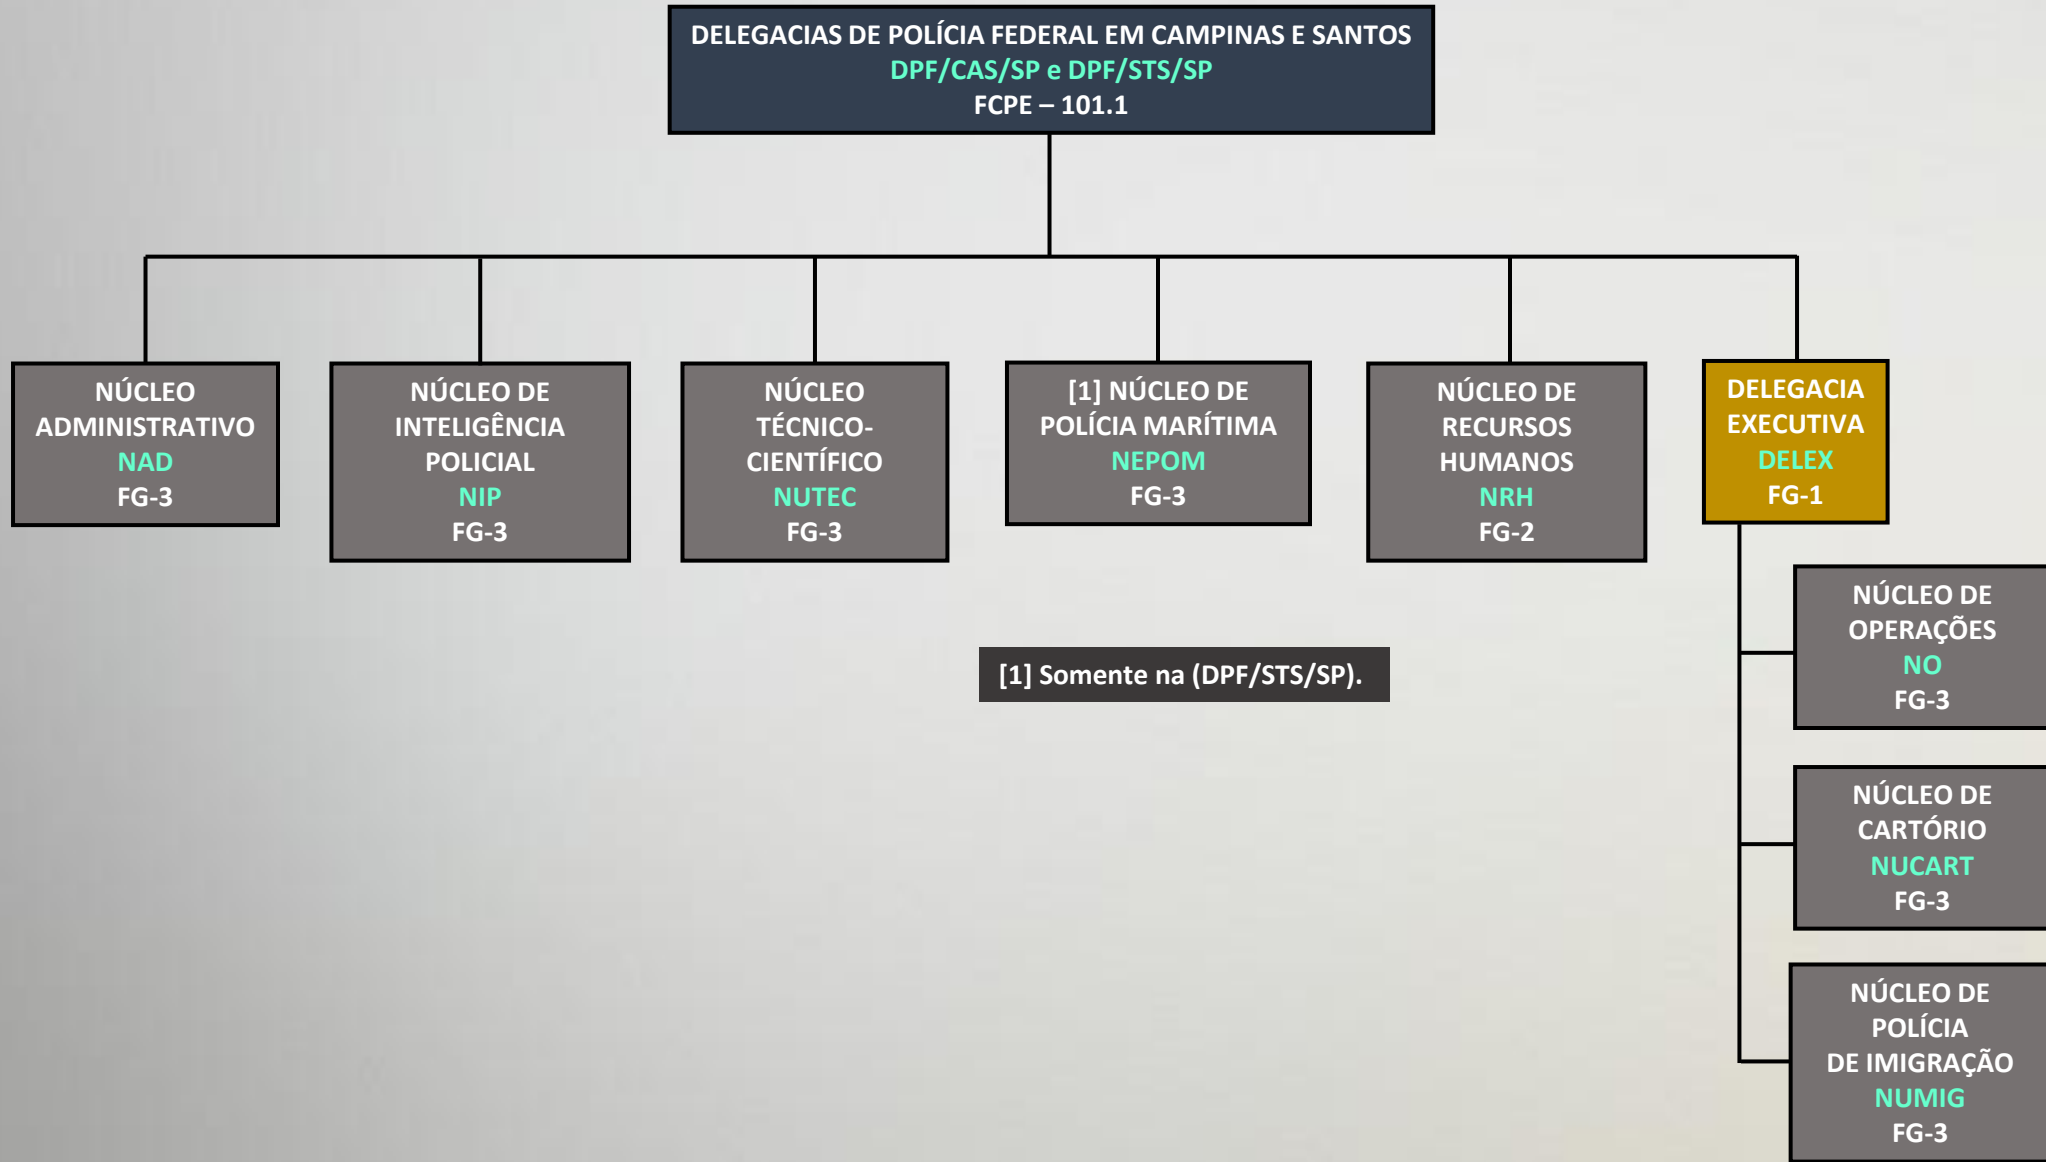 DELEGACIAS DE POLÍCIA FEDERAL EM CAMPINAS E SANTOS
DPF/CAS/SP e DPF/STS/SP
FCPE – 101.1
NÚCLEO
ADMINISTRATIVO
NAD
FG-3
NÚCLEO DE
INTELIGÊNCIA
POLICIAL
NIP
FG-3
NÚCLEO
TÉCNICO-
CIENTÍFICO
NUTEC
FG-3
[1] NÚCLEO DE
POLÍCIA MARÍTIMA
NEPOM
FG-3
NÚCLEO DE
RECURSOS
HUMANOS
NRH
FG-2
DELEGACIA
EXECUTIVA
DELEX
FG-1
NÚCLEO DE
OPERAÇÕES
NO
FG-3
[1] Somente na (DPF/STS/SP).
NÚCLEO DE
CARTÓRIO
NUCART
FG-3
NÚCLEO DE
POLÍCIA
DE IMIGRAÇÃO
NUMIG
FG-3